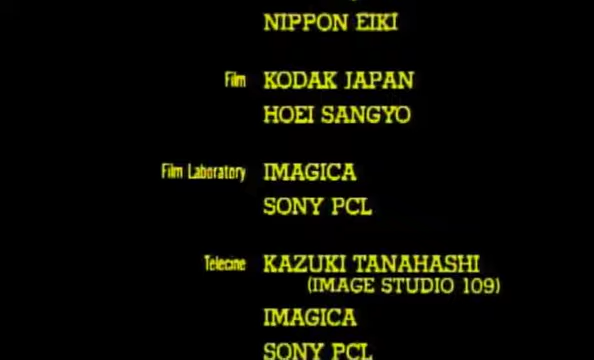 NIPPON EIKI
Film KODAK JAPAN
HOEI SANGYO
Film Laboratory IMAGICA
SONY PCL
Telecine KAZUKI TANAHASHI
(IMAGE STUDIO 109)
IMAGICA
SONY PCL